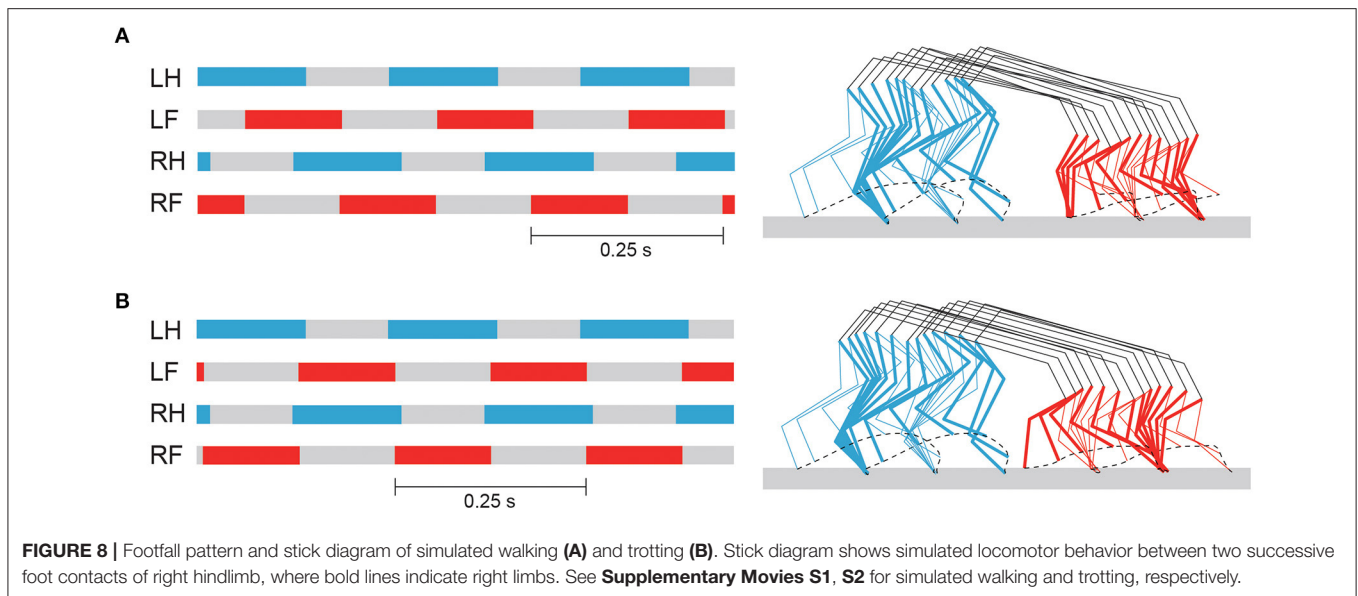 A
LH
LF
RH
RF
0.25 s
B
LH
LF
RH
RF
0.25 s
FIGURE 8 | Footfall pattern and stick diagram of simulated walking (A) and trotting (B). Stick diagram shows simulated locomotor behavior between two successive
foot contacts of right hindlimb, where bold lines indicate right limbs. See Supplementary Movies S1, S2 for simulated walking and trotting, respectively.